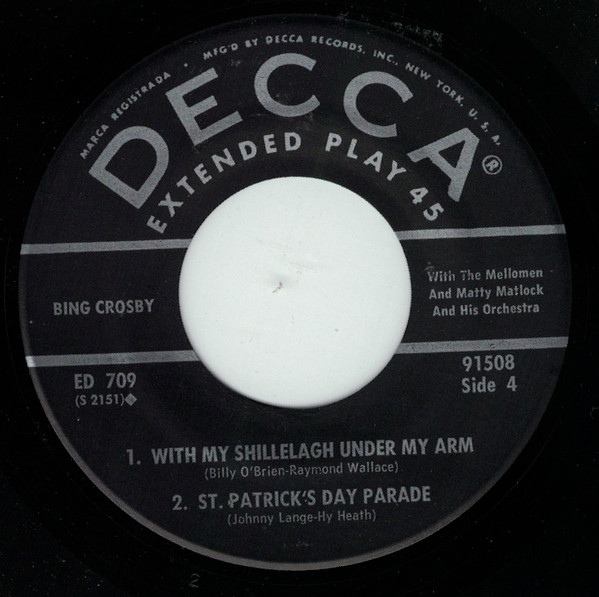 MARCA REGISTRADA • MFG'D BY DECCA RECORDS, INC., NEW YORK, U. S. A.
DECCA®
EXTENDED PLAY 45
BING CROSBY
With The Mellomen
And Matty Matlock
And His Orchestra
ED 709
(S 2151)◆
91508
Side 4
1. WITH MY SHILLELAGH UNDER MY ARM
(Billy O'Brien-Raymond Wallace)
2. ST. PATRICK'S DAY PARADE
(Johnny Lange-Hy Heath)
2